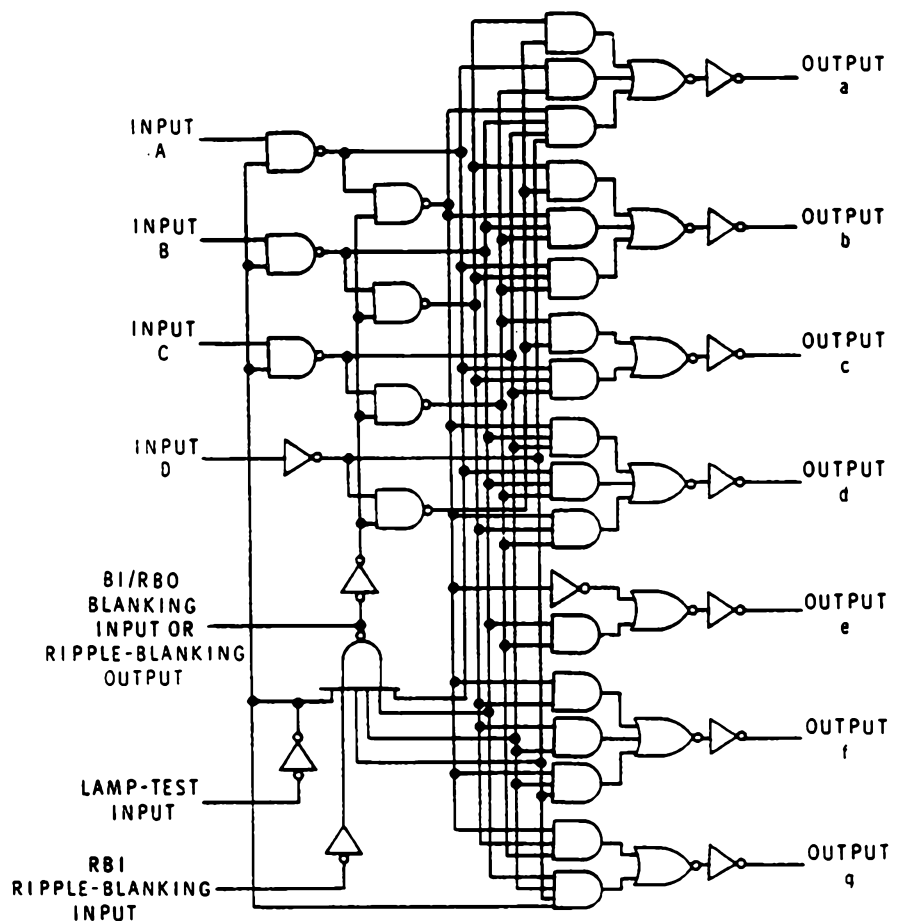 INPUT
A
INPUT
B
INPUT
C
INPUT
D
BI/RBO
BLANKING
INPUT OR
RIPPLE-BLANKING
OUTPUT
LAMP-TEST
INPUT
RBI
RIPPLE-BLANKING
INPUT
OUTPUT
a
OUTPUT
b
OUTPUT
c
OUTPUT
d
OUTPUT
e
OUTPUT
f
OUTPUT
q